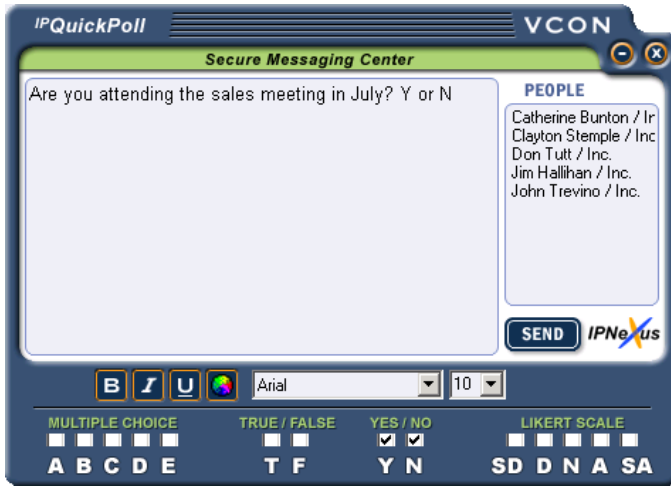 IPQuickPoll
VCON
Secure Messaging Center
Are you attending the sales meeting in July? Y or N
PEOPLE
Catherine Bunton / Ir
Clayton Stemple / Inc
Don Tutt / Inc.
Jim Hallihan / Inc.
John Trevino / Inc.
SEND
IPNeXus
B I U
Arial
10
MULTIPLE CHOICE TRUE / FALSE YES / NO LIKERT SCALE
A B C D E T F Y N SD D N A SA